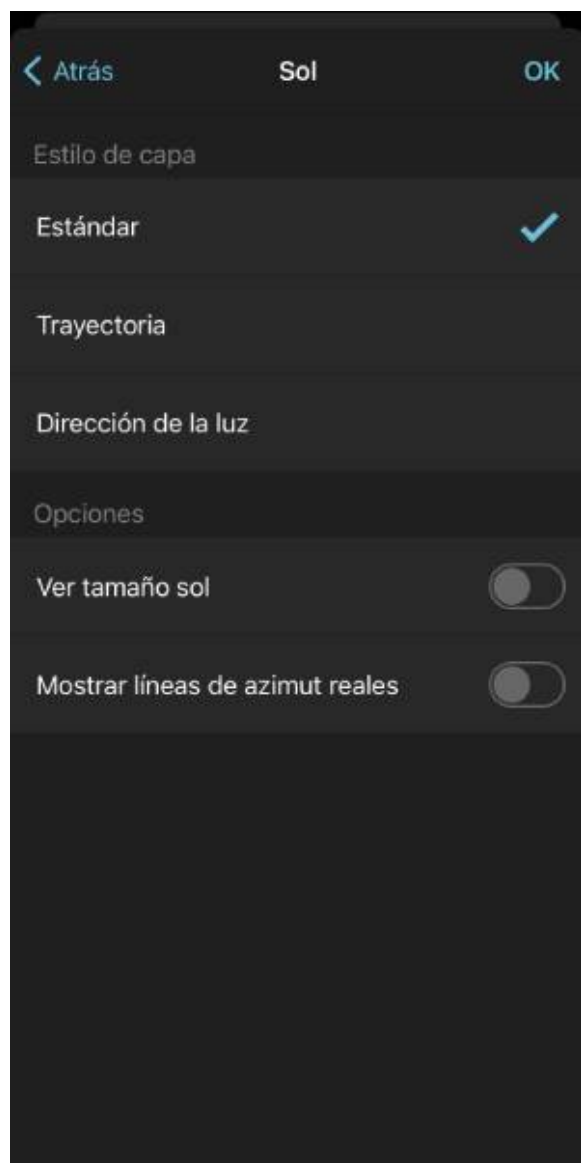 Atrás
Sol
OK
Estilo de capa
Estándar
Trayectoria
Dirección de la luz
Opciones
Ver tamaño sol
Mostrar líneas de azimut reales